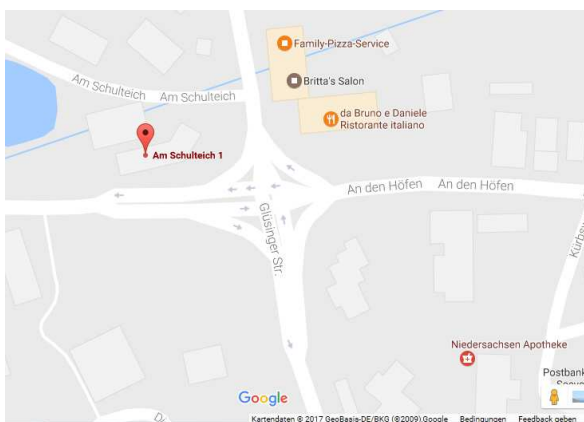 Family-Pizza-Service
Am Schulteich Am Schulteich
Britta's Salon
da Bruno e Daniele
Ristorante italiano
Am Schulteich 1
An den Höfen An den Höfen
Glüsinger Str.
Niedersachsen Apotheke
Postbank
Google
Kartendaten © 2017 GeoBasis-DE/BKG (©2009),Google Bedingungen Feedback geben